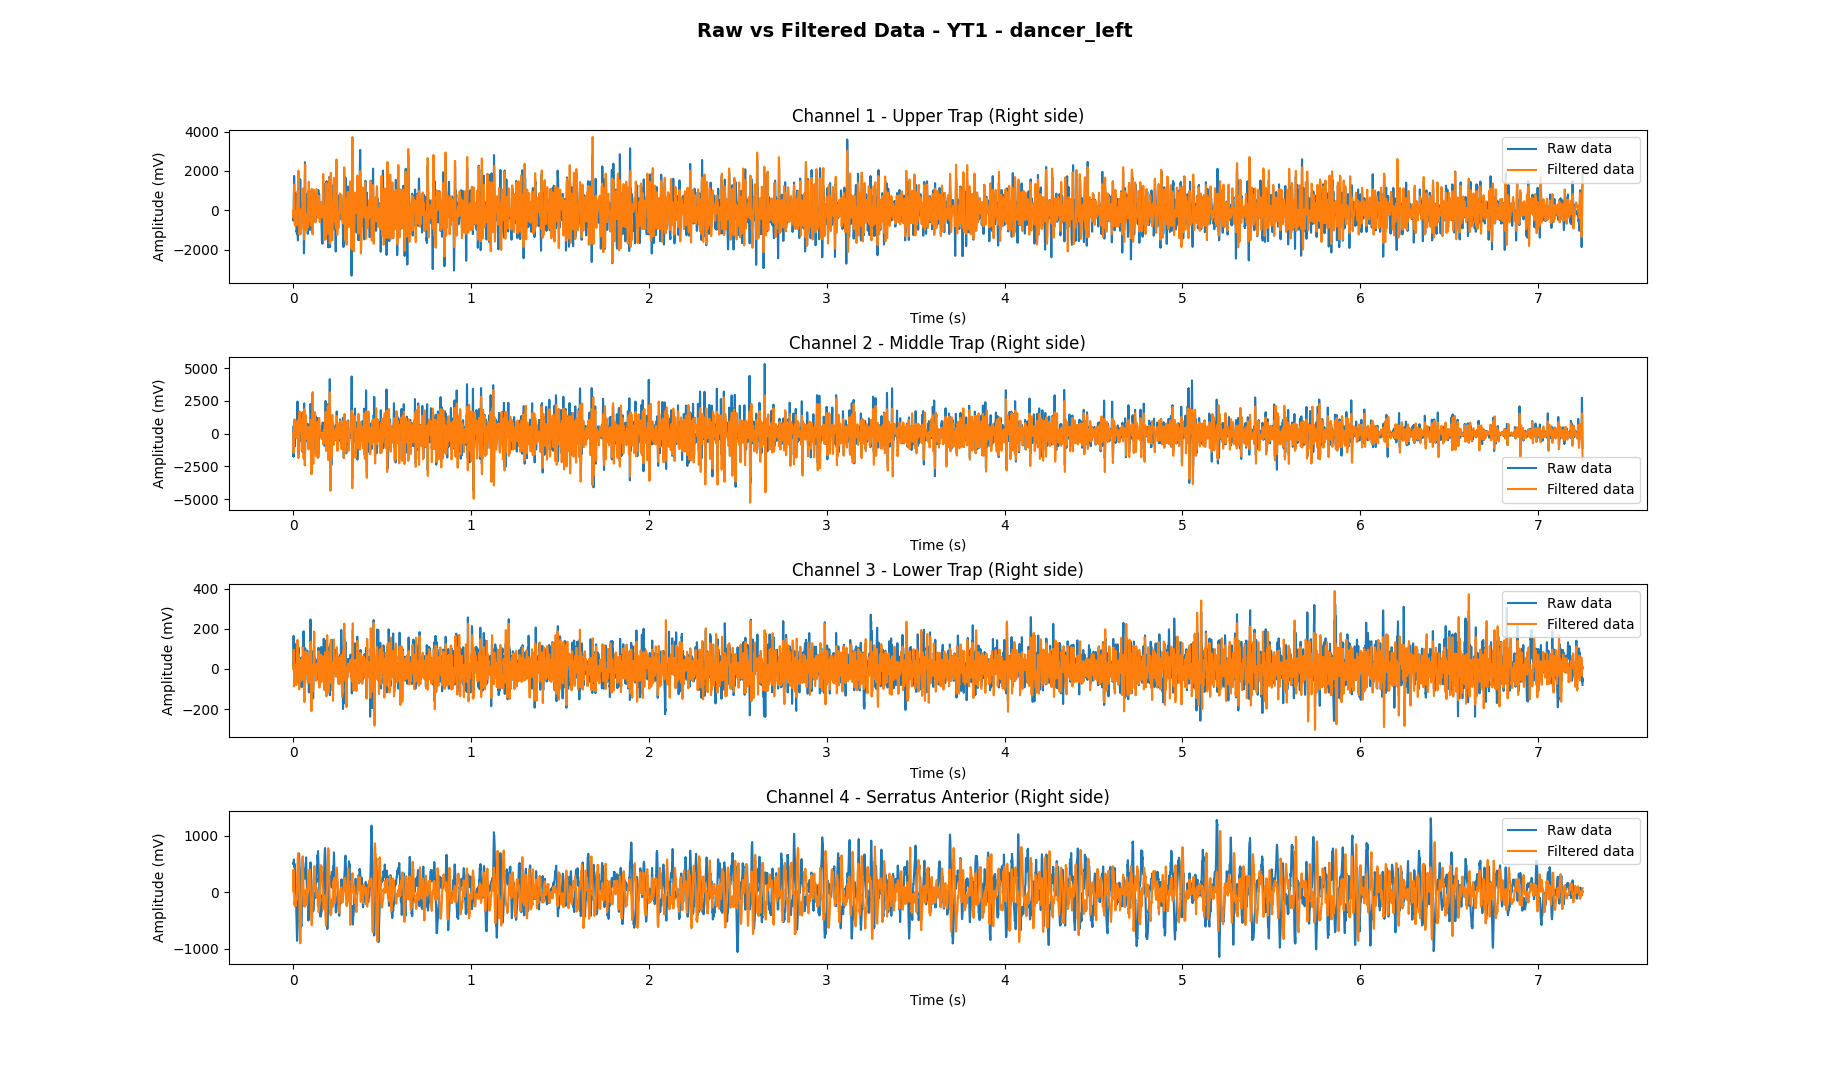 Raw vs Filtered Data - YT1 - dancer_left
Channel 1 - Upper Trap (Right side)
Amplitude (mV)
4000
2000
0
−2000
Raw data
Filtered data
0 1 2 3 4 5 6 7
Time (s)
Channel 2 - Middle Trap (Right side)
Amplitude (mV)
5000
2500
0
−2500
−5000
Raw data
Filtered data
0 1 2 3 4 5 6 7
Time (s)
Channel 3 - Lower Trap (Right side)
Amplitude (mV)
400
200
0
−200
Raw data
Filtered data
0 1 2 3 4 5 6 7
Time (s)
Channel 4 - Serratus Anterior (Right side)
Amplitude (mV)
1000
0
−1000
Raw data
Filtered data
0 1 2 3 4 5 6 7
Time (s)